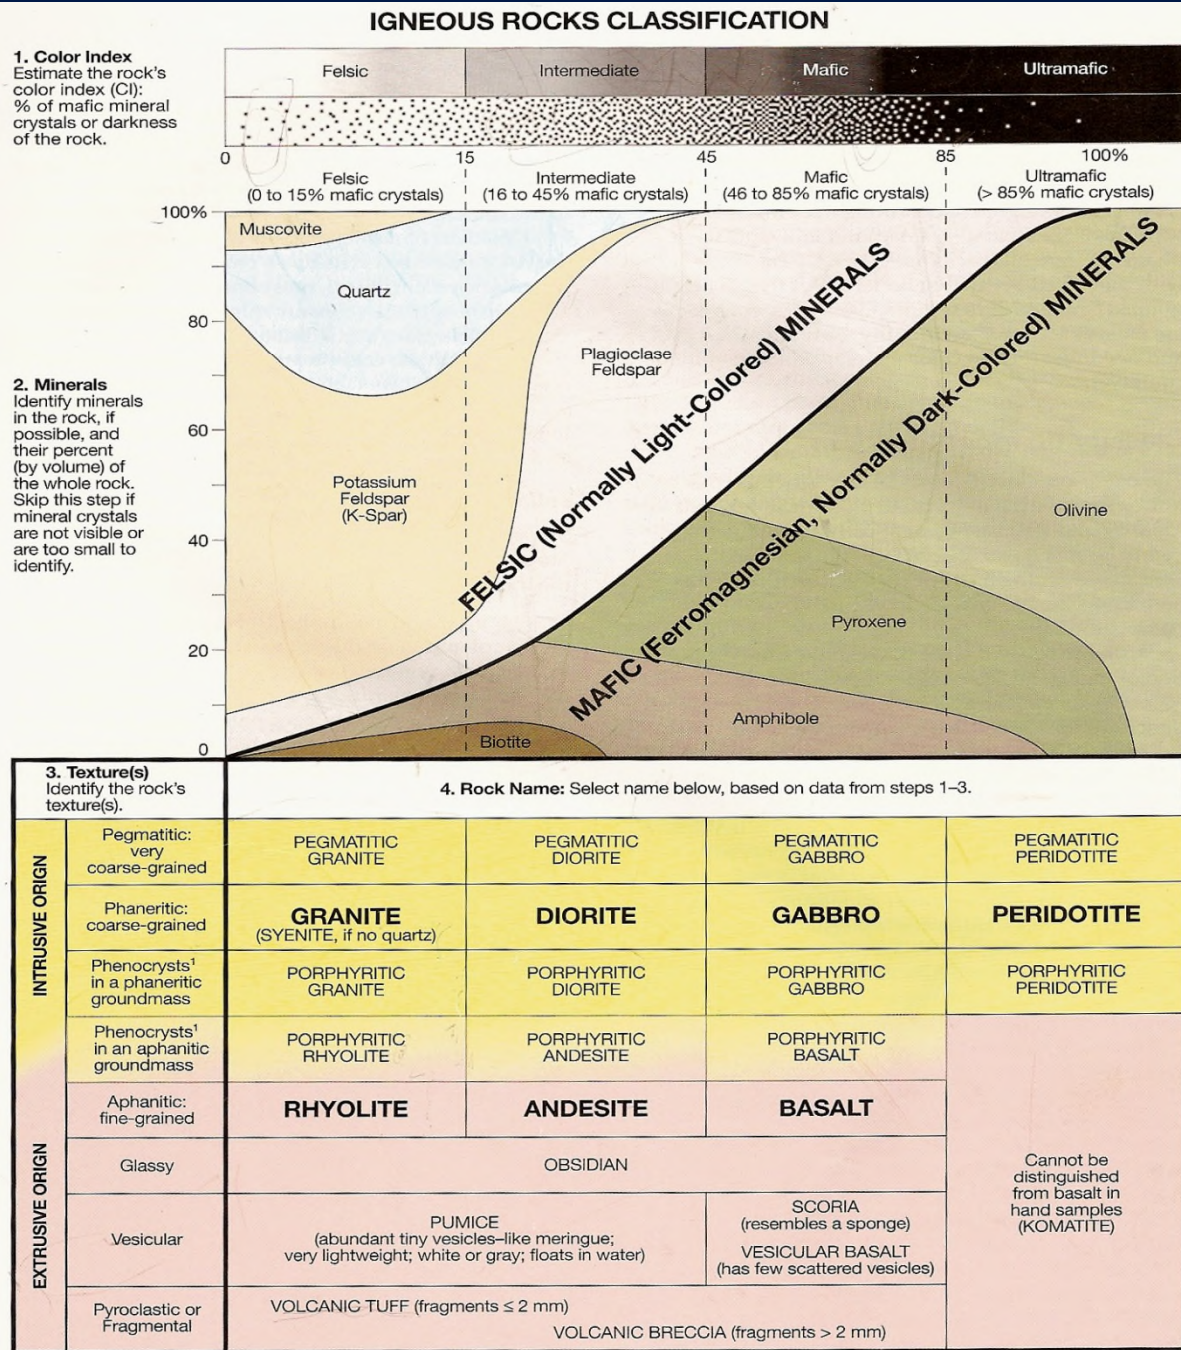 IGNEOUS ROCKS CLASSIFICATION
1. Color Index
Estimate the rock's
color index (CI):
% of mafic mineral
crystals or darkness
of the rock.
Felsic
Intermediate
Mafic
Ultramafic
0
15
45
85
100%
Felsic
(0 to 15% mafic crystals)
Intermediate
(16 to 45% mafic crystals)
Mafic
(46 to 85% mafic crystals)
Ultramafic
(> 85% mafic crystals)
2. Minerals
Identify minerals
in the rock, if
possible, and
their percent
(by volume) of
the whole rock.
Skip this step if
mineral crystals
are not visible or
are too small to
identify.
100%
80
60
40
20
0
Muscovite
Quartz
Plagioclase
Feldspar
Potassium
Feldspar
(K-Spar)
FELSIC (Normally Light-Colored) MINERALS
MAFIC (Ferromagnesian, Normally Dark-Colored) MINERALS
Olivine
Pyroxene
Amphibole
Biotite
3. Texture(s)
Identify the rock's
texture(s).
4. Rock Name: Select name below, based on data from steps 1–3.
INTRUSIVE ORIGN
Pegmatitic:
very
coarse-grained
PEGMATITIC
GRANITE
PEGMATITIC
DIORITE
PEGMATITIC
GABBRO
PEGMATITIC
PERIDOTITE
Phaneritic:
coarse-grained
GRANITE
(SYENITE, if no quartz)
DIORITE
GABBRO
PERIDOTITE
Phenocrysts¹
in a phaneritic
groundmass
PORPHYRITIC
GRANITE
PORPHYRITIC
DIORITE
PORPHYRITIC
GABBRO
PORPHYRITIC
PERIDOTITE
Phenocrysts¹
in an aphanitic
groundmass
PORPHYRITIC
RHYOLITE
PORPHYRITIC
ANDESITE
PORPHYRITIC
BASALT
EXTRUSIVE ORIGN
Aphanitic:
fine-grained
RHYOLITE
ANDESITE
BASALT
Glassy
OBSIDIAN
Cannot be
distinguished
from basalt in
hand samples
(KOMATITE)
Vesicular
PUMICE
(abundant tiny vesicles–like meringue;
very lightweight; white or gray; floats in water)
SCORIA
(resembles a sponge)
VESICULAR BASALT
(has few scattered vesicles)
Pyroclastic or
Fragmental
VOLCANIC TUFF (fragments ≤ 2 mm)
VOLCANIC BRECCIA (fragments > 2 mm)